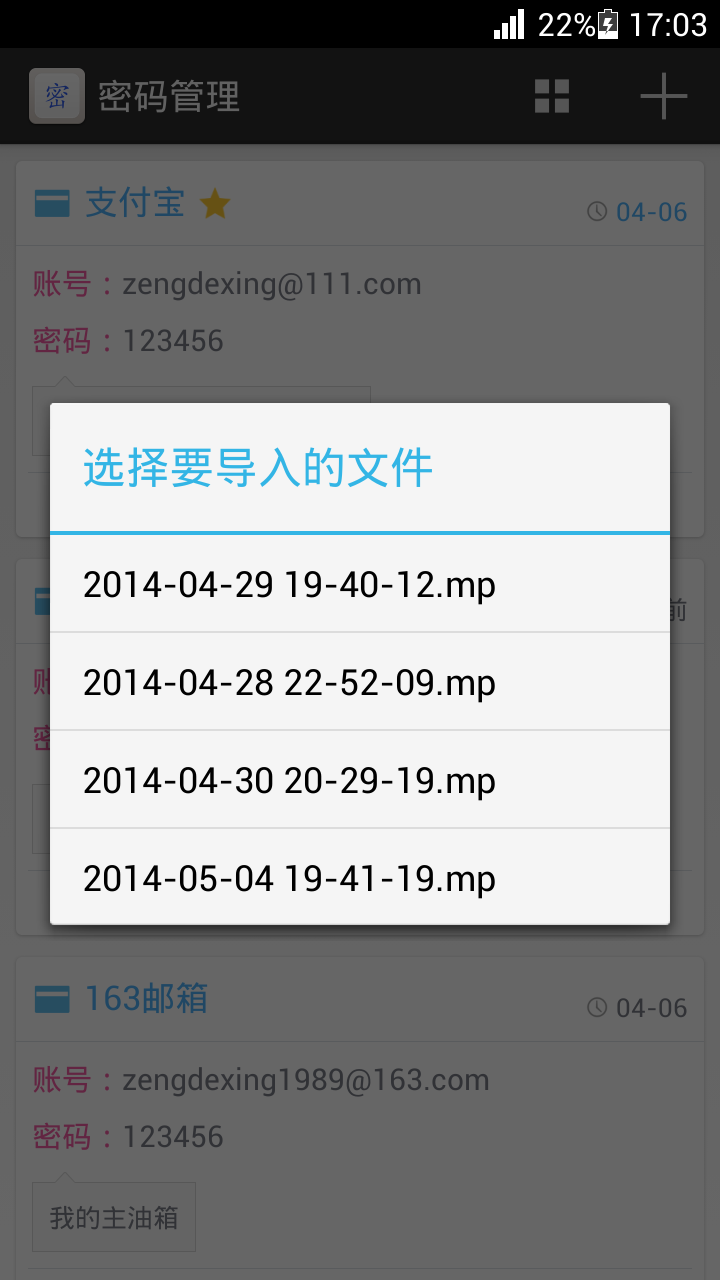 22% 17:03
密 密码管理
支付宝 04-06
账号：zengdexing@111.com
密码：123456
选择要导入的文件
2014-04-29 19-40-12.mp
前
2014-04-28 22-52-09.mp
2014-04-30 20-29-19.mp
2014-05-04 19-41-19.mp
163邮箱 04-06
账号：zengdexing1989@163.com
密码：123456
我的主油箱